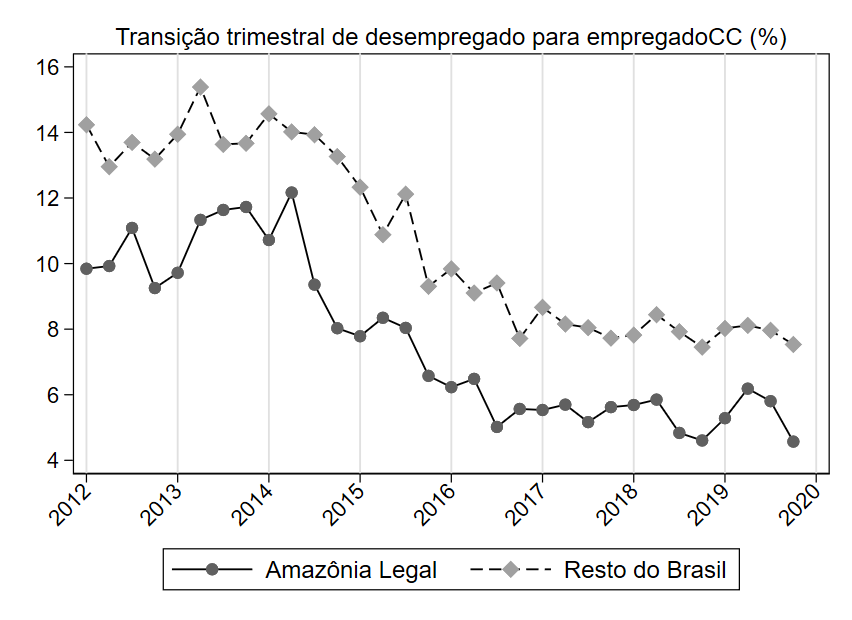 Transição trimestral de desempregado para empregadoCC (%)
16
14
12
10
8
6
4
2012 2013 2014 2015 2016 2017 2018 2019 2020
Amazônia Legal Resto do Brasil